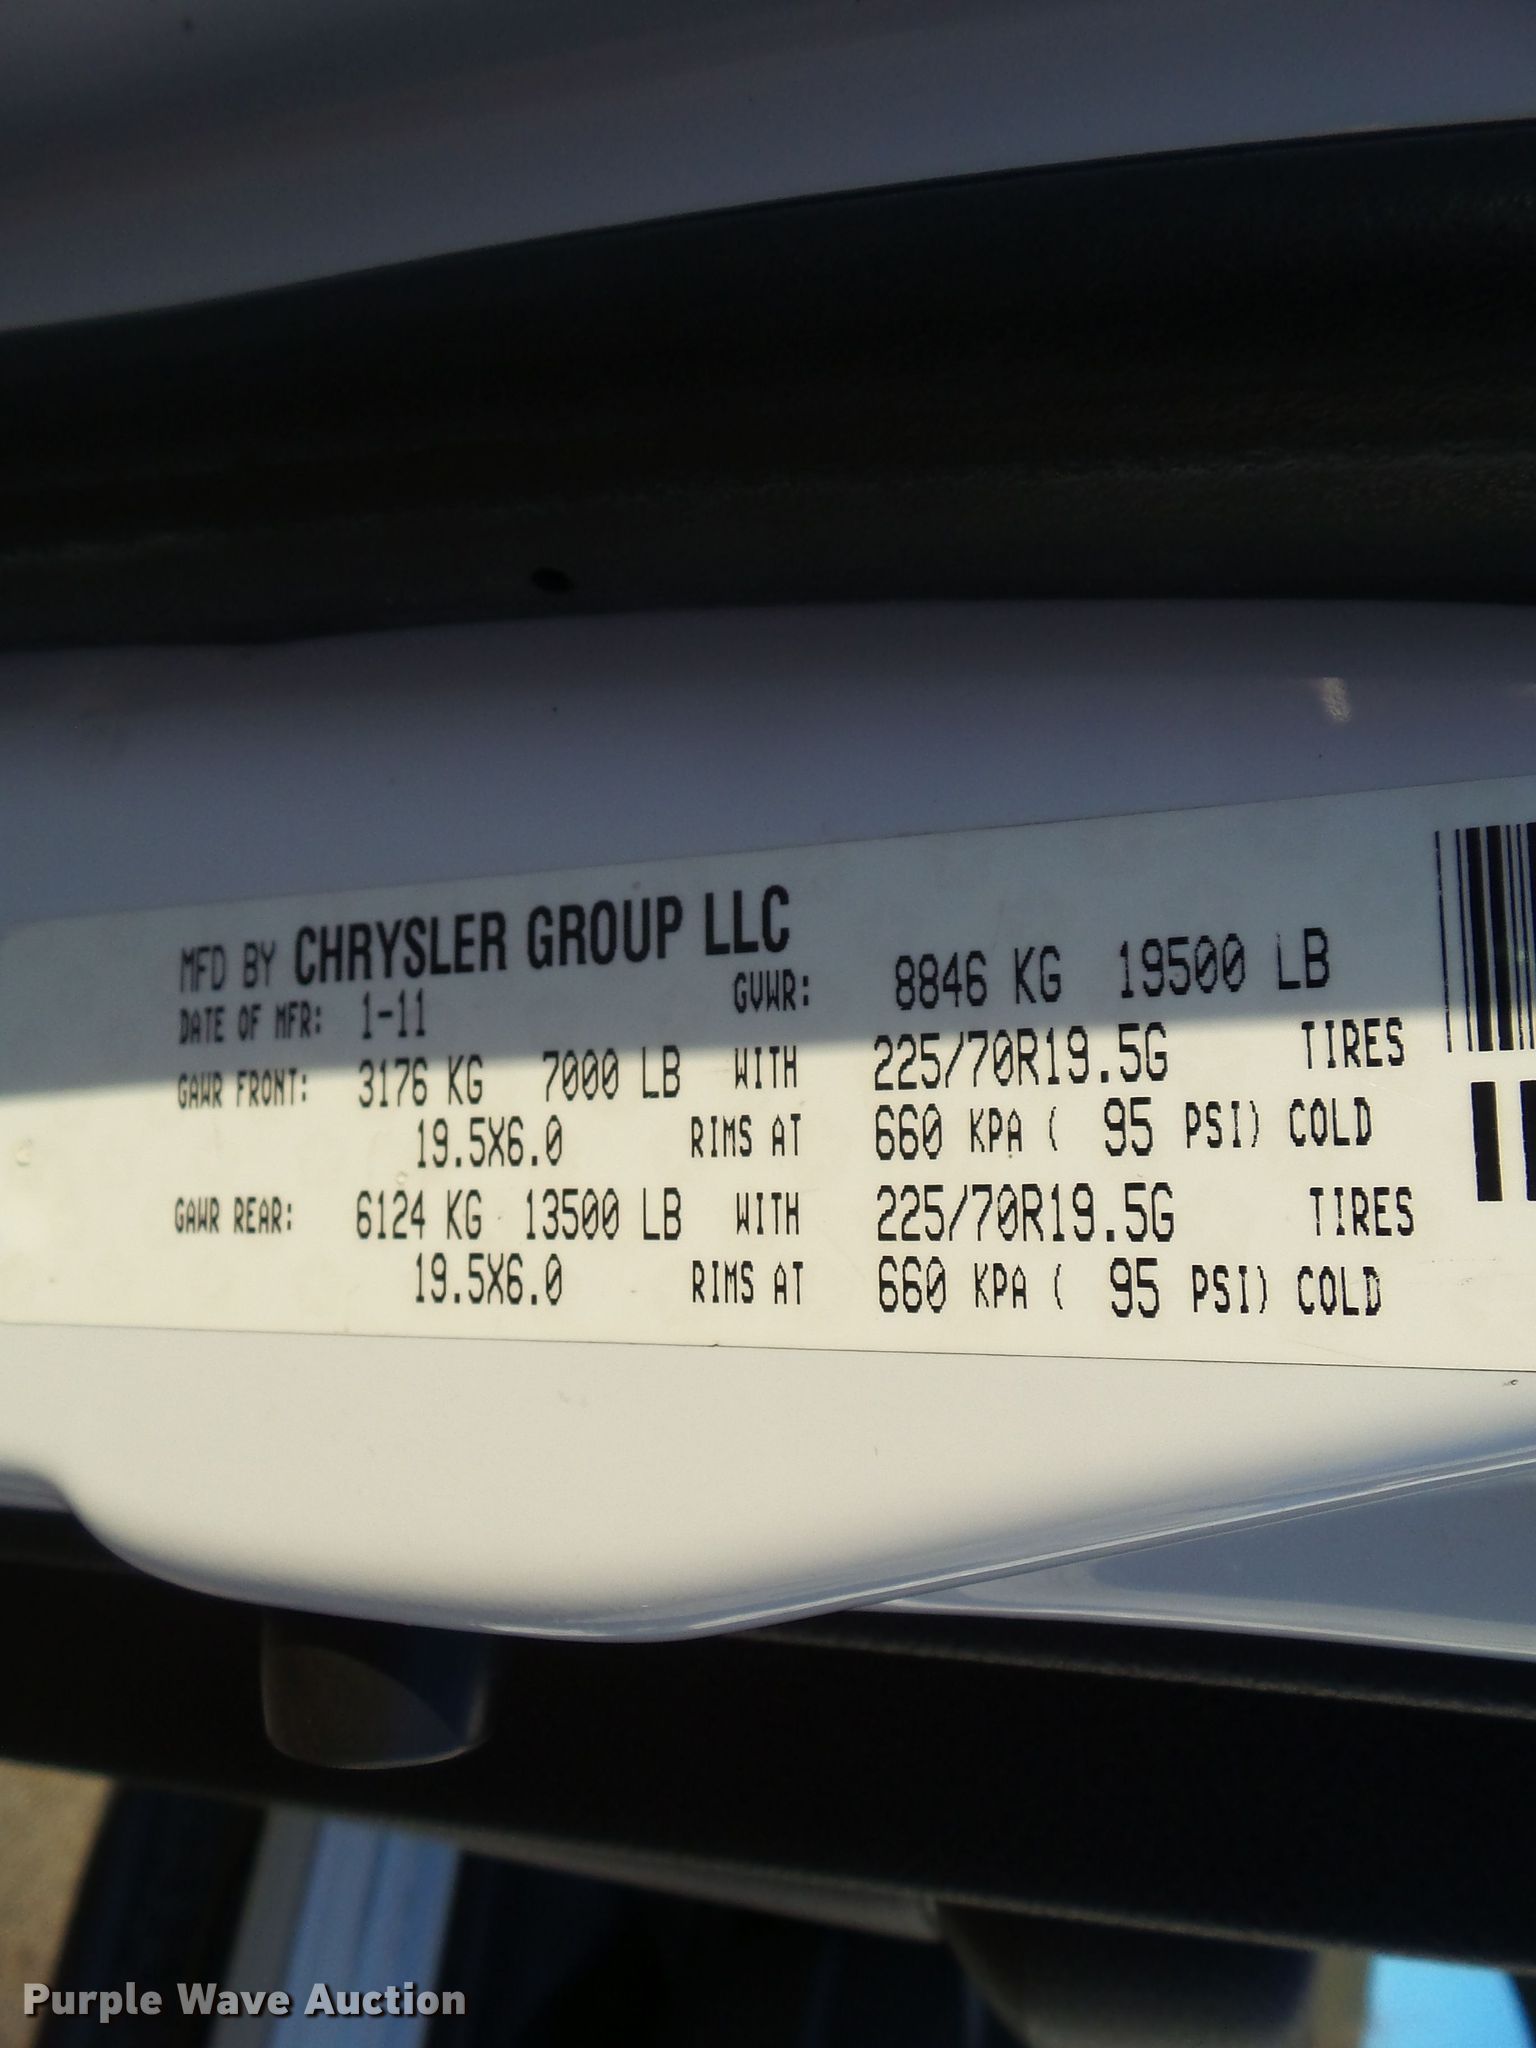 MFD BY CHRYSLER GROUP LLC
DATE OF MFR: 1-11 GVWR: 8846 KG 19500 LB
GAWR FRONT: 3176 KG 7000 LB WITH 225/70R19.5G TIRES
19.5X6.0 RIMS AT 660 KPA ( 95 PSI) COLD
GAWR REAR: 6124 KG 13500 LB WITH 225/70R19.5G TIRES
19.5X6.0 RIMS AT 660 KPA ( 95 PSI) COLD
Purple Wave Auction